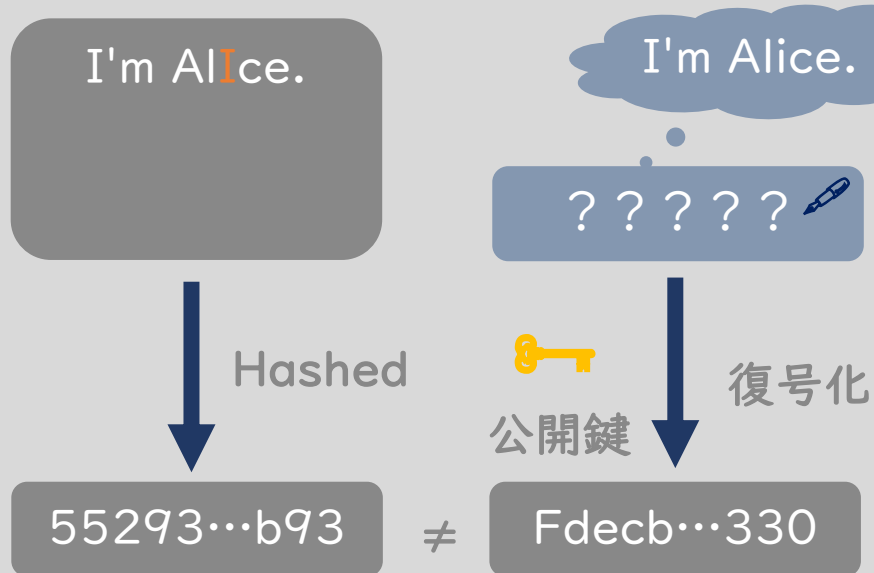 I'm AlIce.
I'm Alice.
？？？？？
Hashed
公開鍵
復号化
55293…b93
≠
Fdecb…330